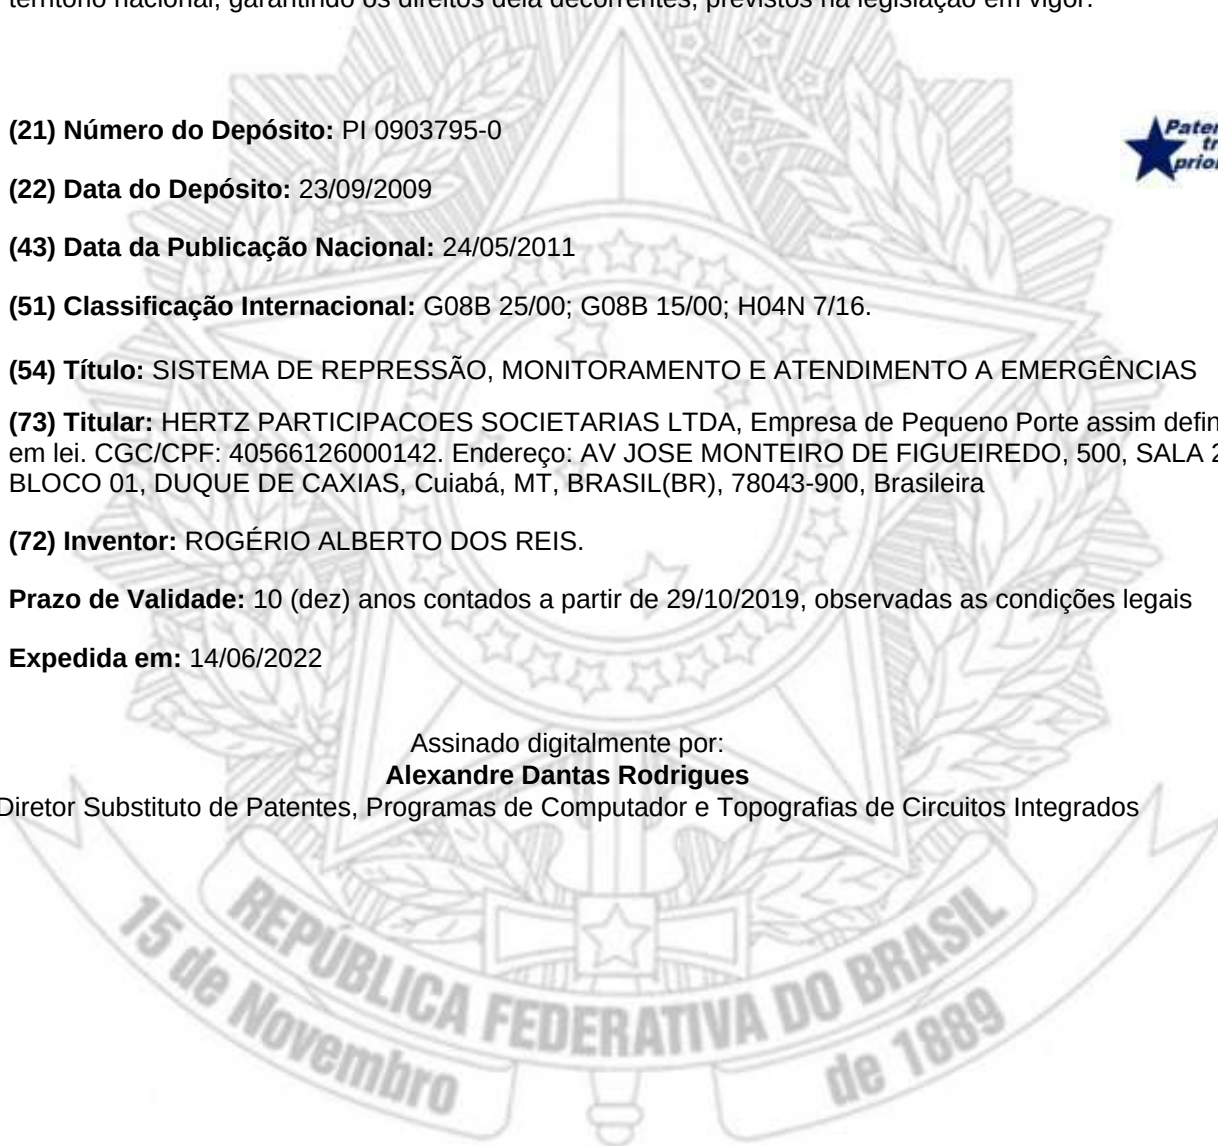 território nacional, garantindo os direitos dela decorrentes, previstos na legislação em vigor.
(21) Número do Depósito: PI 0903795-0
(22) Data do Depósito: 23/09/2009
(43) Data da Publicação Nacional: 24/05/2011
(51) Classificação Internacional: G08B 25/00; G08B 15/00; H04N 7/16.
(54) Título: SISTEMA DE REPRESSÃO, MONITORAMENTO E ATENDIMENTO A EMERGÊNCIAS
(73) Titular: HERTZ PARTICIPACOES SOCIETARIAS LTDA, Empresa de Pequeno Porte assim defin
em lei. CGC/CPF: 40566126000142. Endereço: AV JOSE MONTEIRO DE FIGUEIREDO, 500, SALA 2
BLOCO 01, DUQUE DE CAXIAS, Cuiabá, MT, BRASIL(BR), 78043-900, Brasileira
(72) Inventor: ROGÉRIO ALBERTO DOS REIS.
Prazo de Validade: 10 (dez) anos contados a partir de 29/10/2019, observadas as condições legais
Expedida em: 14/06/2022
Assinado digitalmente por:
Alexandre Dantas Rodrigues
Diretor Substituto de Patentes, Programas de Computador e Topografias de Circuitos Integrados
REPÚBLICA FEDERATIVA DO BRASIL
15 de Novembro
de 1889